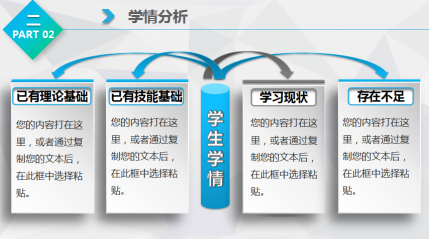 二
PART 02
学情分析
已有理论基础
您的内容打在这
里，或者通过复
制您的文本后，
在此框中选择粘
贴。
已有技能基础
您的内容打在这
里，或者通过复
制您的文本后，
在此框中选择粘
贴。
学生学情
学习现状
您的内容打在这
里，或者通过复
制您的文本后，
在此框中选择粘
贴。
存在不足
您的内容打在这
里，或者通过复
制您的文本后，
在此框中选择粘
贴。